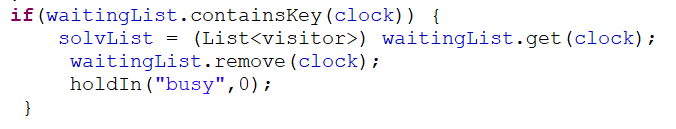 if(waitingList.containsKey(clock)) {
solvList = (List<visitor>) waitingList.get(clock);
waitingList.remove(clock);
holdIn("busy",0);
}